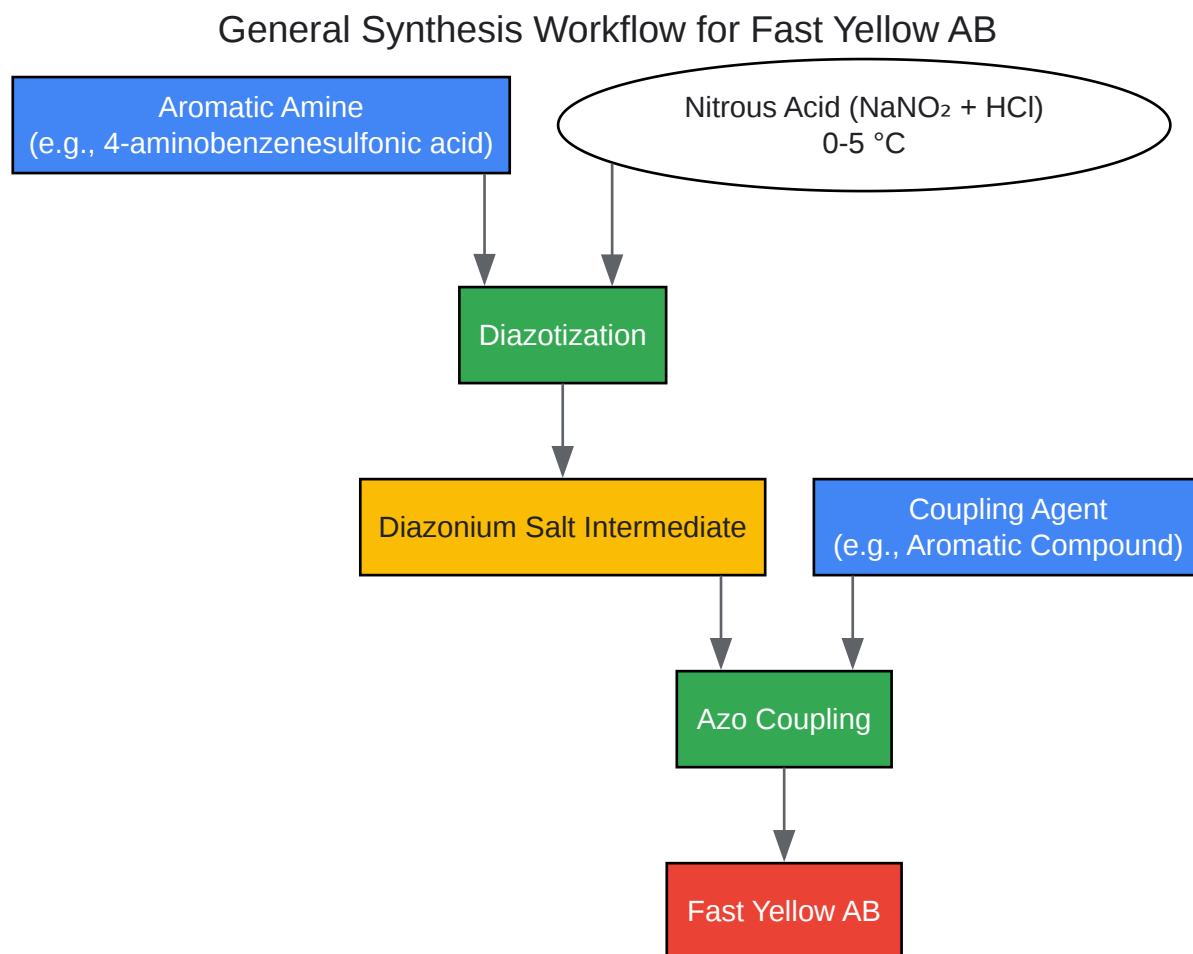 General Synthesis Workflow for Fast Yellow AB
Aromatic Amine
(e.g., 4-aminobenzenesulfonic acid)
Nitrous Acid (NaNO₂ + HCl)
0-5 °C
Diazotization
Diazonium Salt Intermediate
Coupling Agent
(e.g., Aromatic Compound)
Azo Coupling
Fast Yellow AB